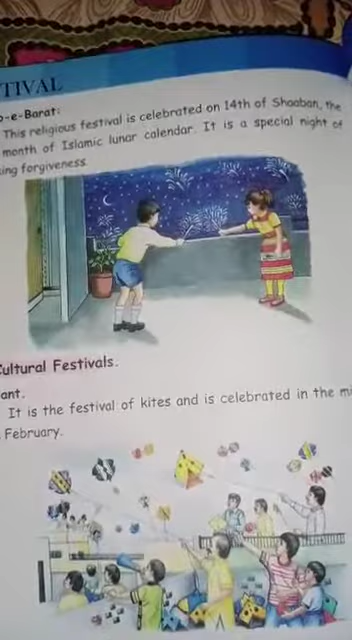 TIVAL
-e-Barat:
This religious festival is celebrated on 14th of Shaaban, the
month of Islamic lunar calendar. It is a special night of
ing forgiveness.
Cultural Festivals.
ant.
It is the festival of kites and is celebrated in the
February.